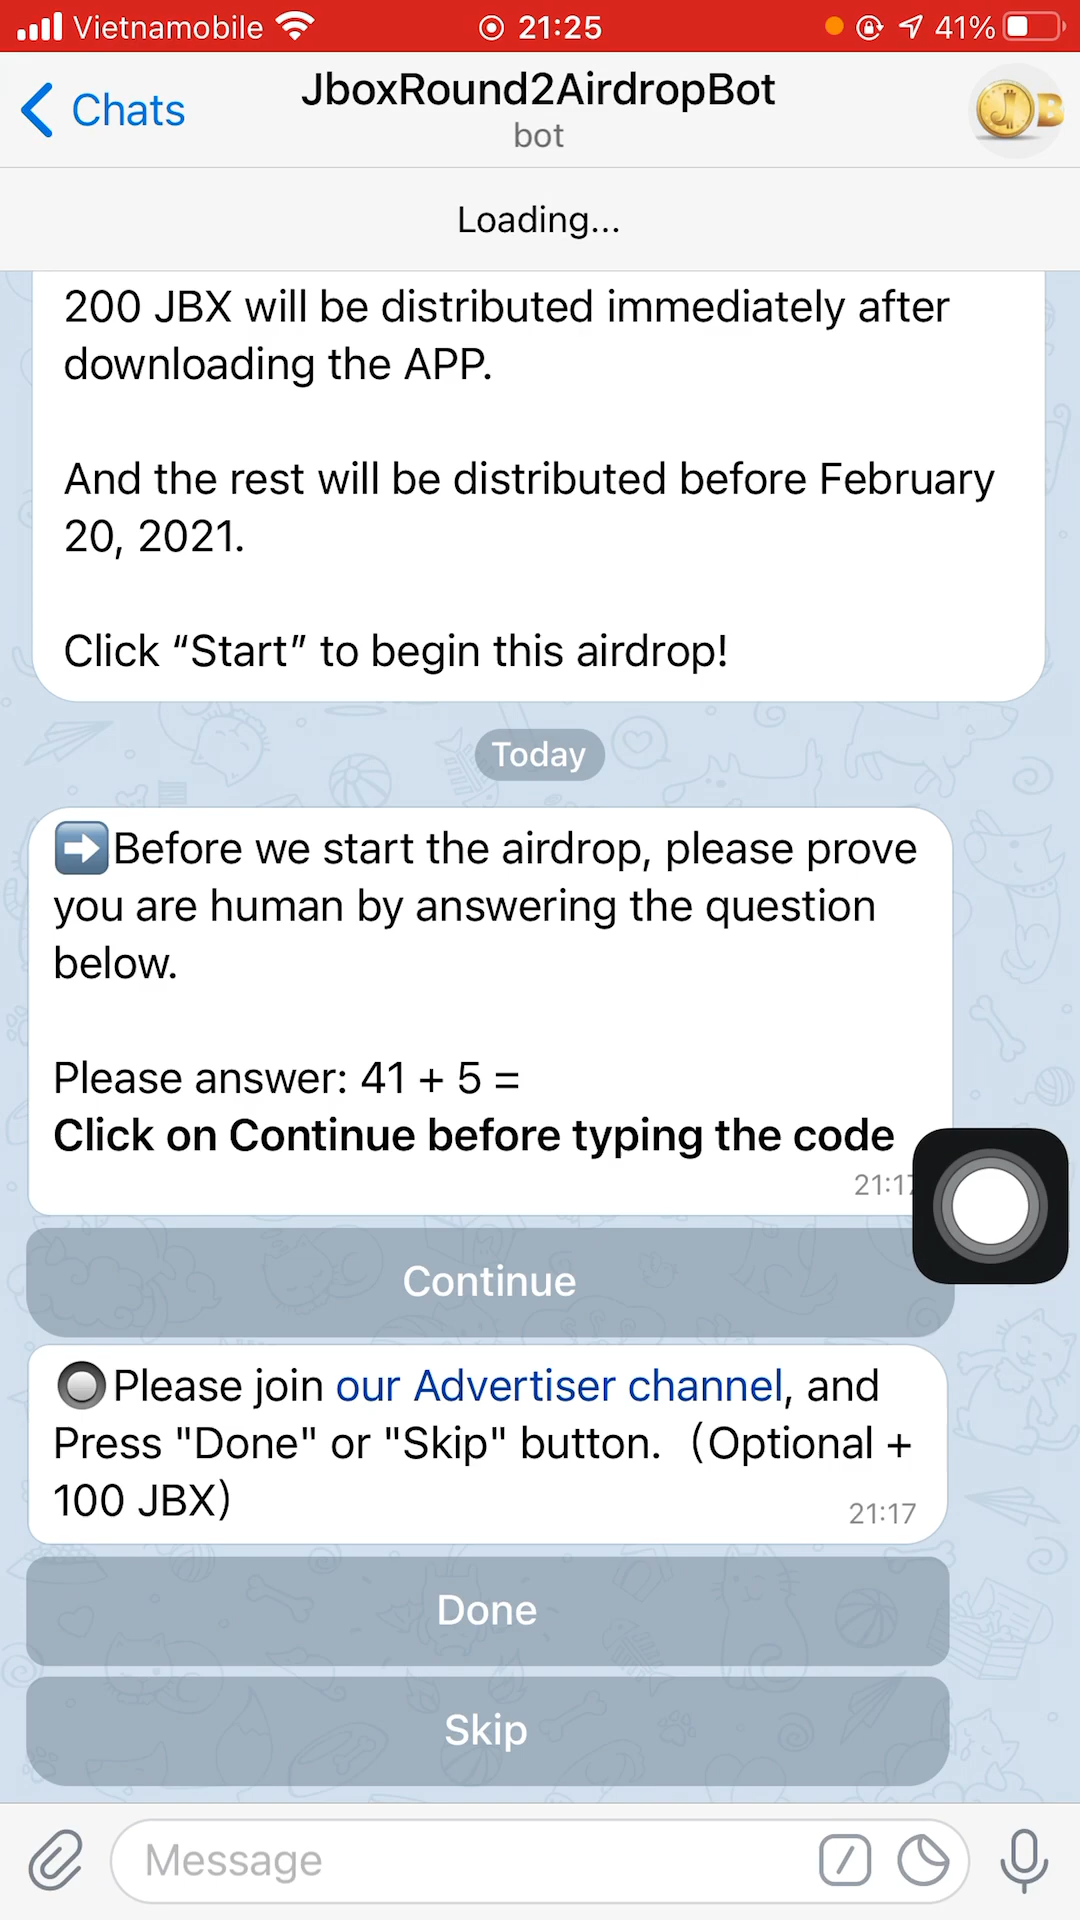 Vietnamobile 21:25 41%
Chats
JboxRound2AirdropBot
bot
Loading...
200 JBX will be distributed immediately after
downloading the APP.
And the rest will be distributed before February
20, 2021.
Click “Start” to begin this airdrop!
Today
➡️Before we start the airdrop, please prove
you are human by answering the question
below.
Please answer: 41 + 5 =
Click on Continue before typing the code
21:17
Continue
🔘Please join our Advertiser channel, and
Press "Done" or "Skip" button.（Optional +
100 JBX)
21:17
Done
Skip
Message